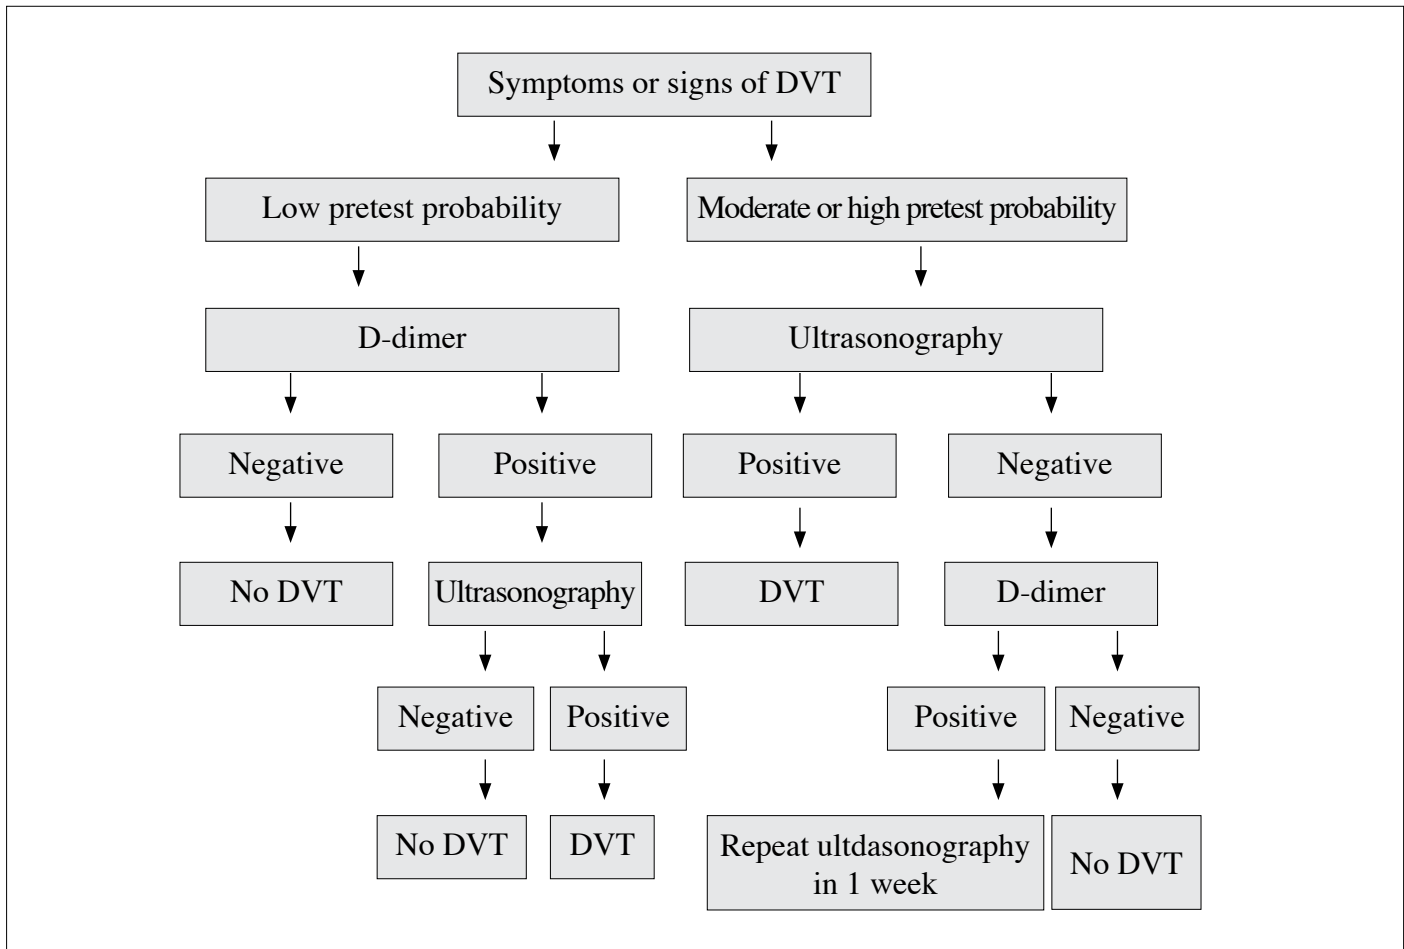 Symptoms or signs of DVT
Low pretest probability
Moderate or high pretest probability
D-dimer
Ultrasonography
Negative
Positive
Positive
Negative
No DVT
Ultrasonography
DVT
D-dimer
Negative
Positive
Positive
Negative
No DVT
DVT
Repeat ultdasonography
in 1 week
No DVT